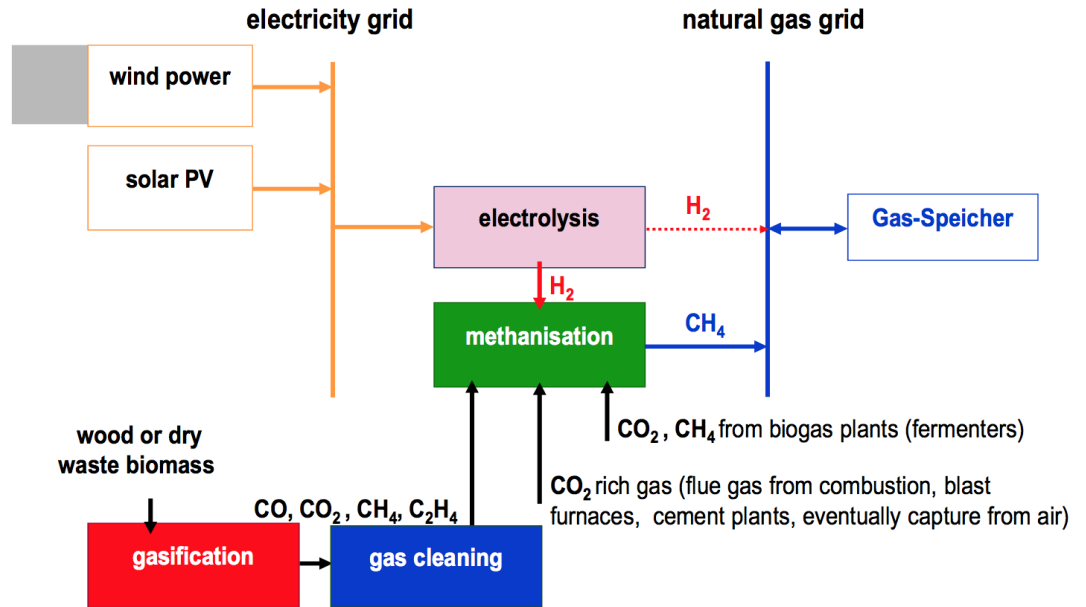 electricity grid
natural gas grid
wind power
solar PV
electrolysis
H₂
Gas-Speicher
H₂
methanisation
CH₄
CO₂ , CH₄ from biogas plants (fermenters)
wood or dry
waste biomass
CO₂ rich gas (flue gas from combustion, blast
furnaces, cement plants, eventually capture from air)
CO, CO₂ , CH₄, C₂H₄
gasification
gas cleaning